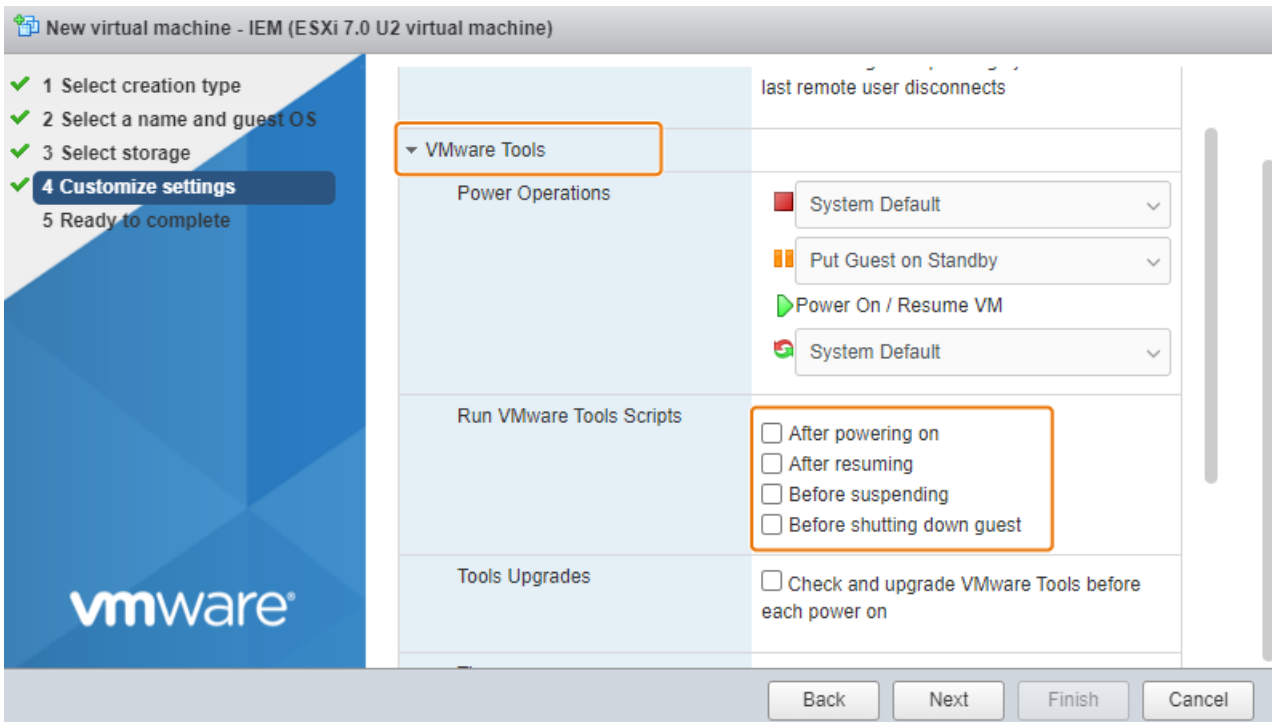 New virtual machine - IEM (ESXi 7.0 U2 virtual machine)
1 Select creation type
2 Select a name and guest OS
3 Select storage
4 Customize settings
5 Ready to complete
vmware®
last remote user disconnects
VMware Tools
Power Operations
System Default
Put Guest on Standby
Power On / Resume VM
System Default
Run VMware Tools Scripts
After powering on
After resuming
Before suspending
Before shutting down guest
Tools Upgrades
Check and upgrade VMware Tools before
each power on
Back
Next
Finish
Cancel